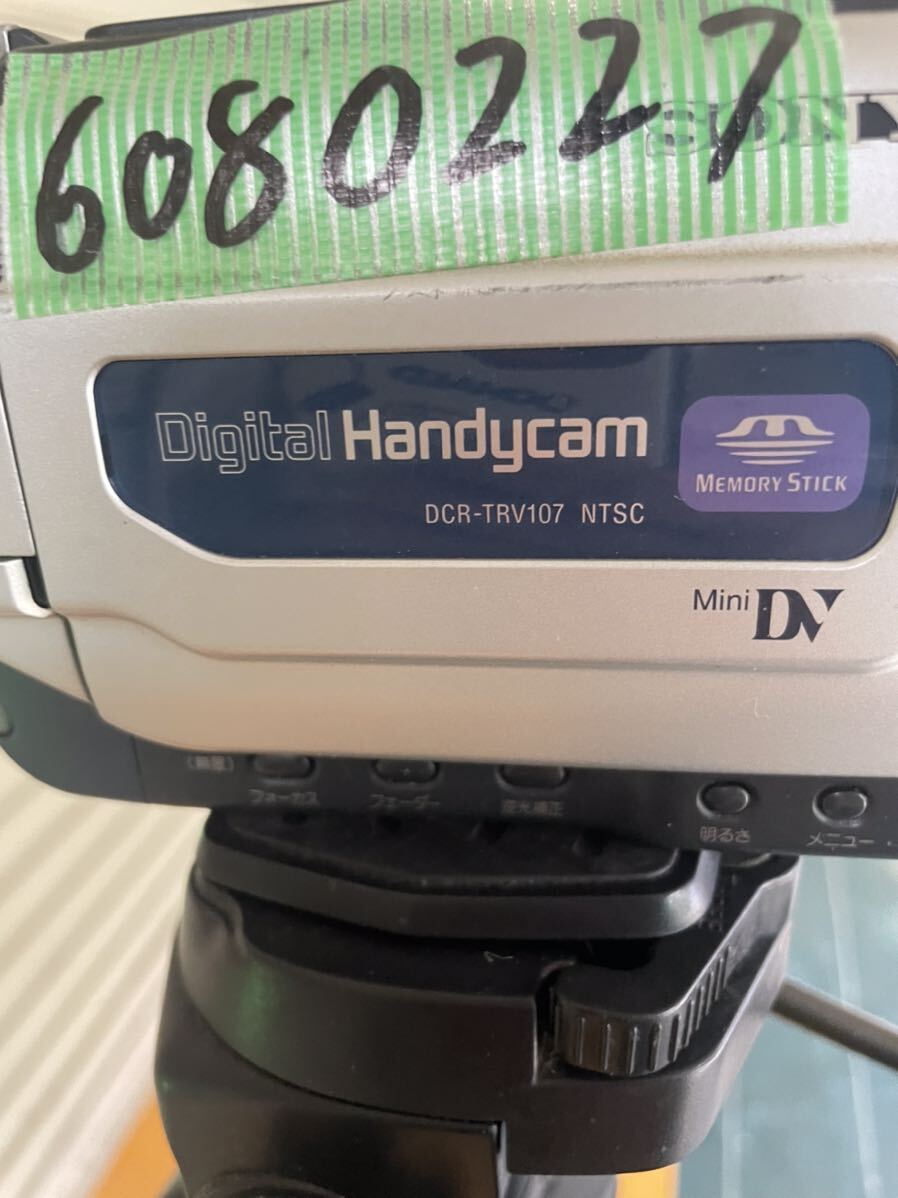 6080227
SONY
Digital Handycam
MEMORY STICK
DCR-TRV107 NTSC
Mini DV
フォーカス フェーダー 逆光補正 明るさ メニュー